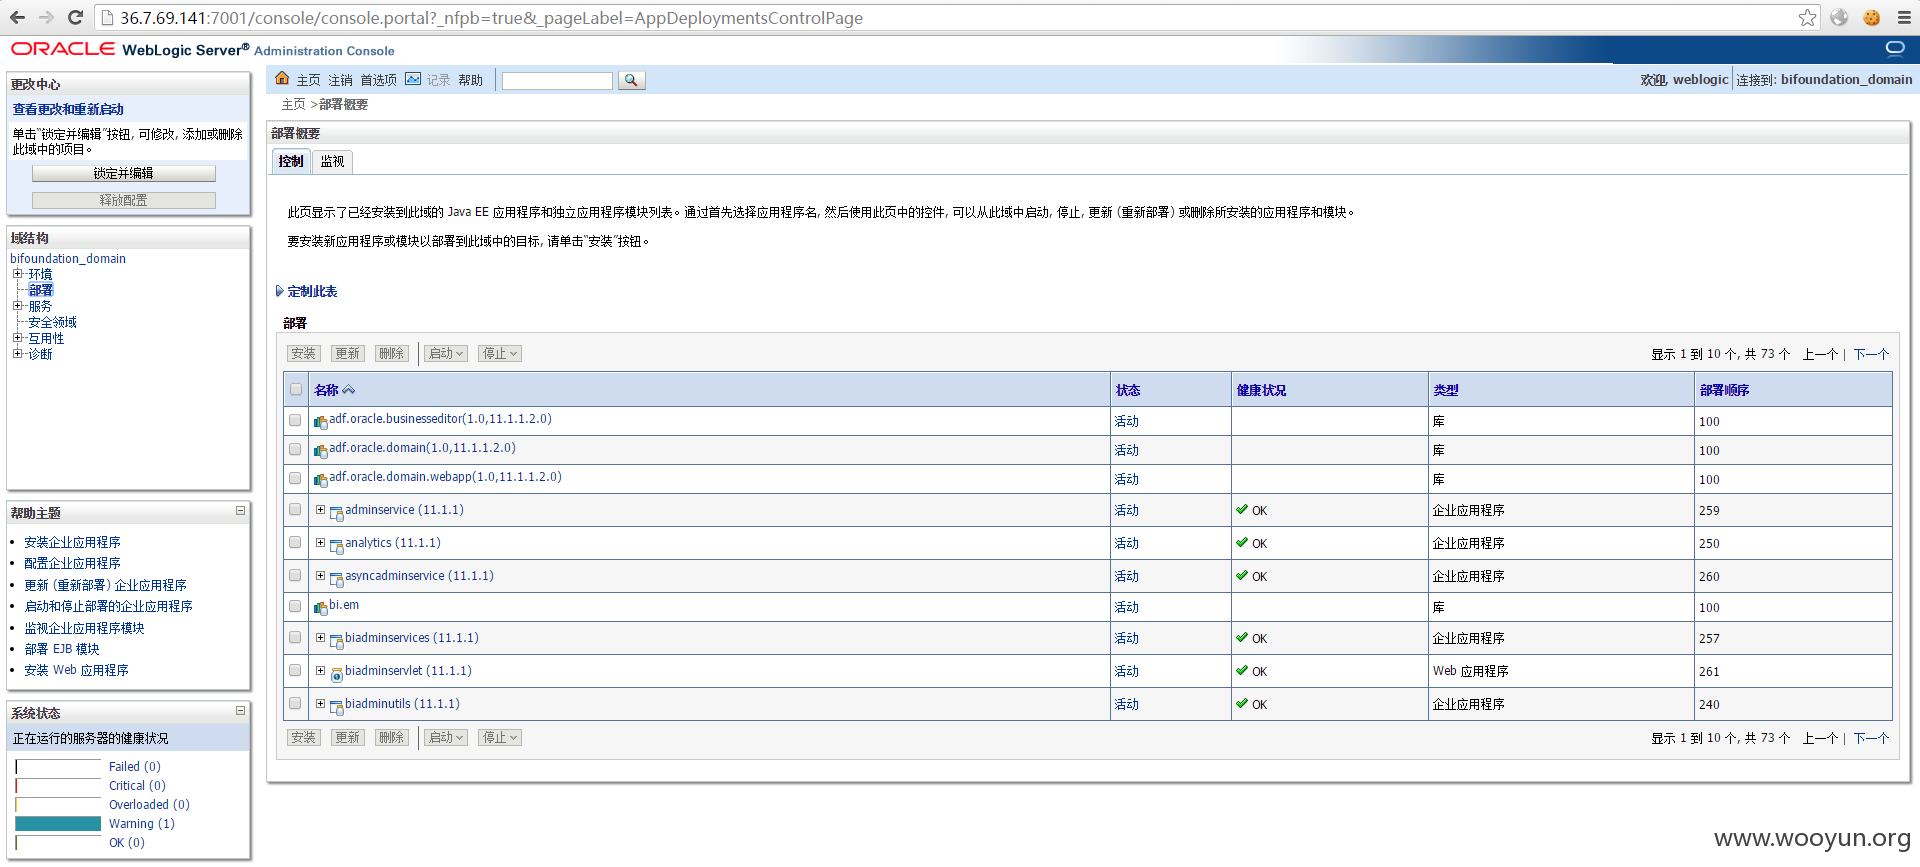 36.7.69.141:7001/console/console.portal?_nfpb=true&_pageLabel=AppDeploymentsControlPage
ORACLE WebLogic Server® Administration Console
更改中心
查看更改和重新启动
单击"锁定并编辑"按钮, 可修改, 添加或删除
此域中的项目。
锁定并编辑
释放配置
域结构
bifoundation_domain
环境
部署
服务
安全领域
互用性
诊断
帮助主题
安装企业应用程序
配置企业应用程序
更新 (重新部署) 企业应用程序
启动和停止部署的企业应用程序
监视企业应用程序模块
部署 EJB 模块
安装 Web 应用程序
系统状态
正在运行的服务器的健康状况
Failed (0)
Critical (0)
Overloaded (0)
Warning (1)
OK (0)
主页 注销 首选项 记录 帮助
欢迎, weblogic 连接到: bifoundation_domain
主页 >部署概要
部署概要
控制 监视
此页显示了已经安装到此域的 Java EE 应用程序和独立应用程序模块列表。通过首先选择应用程序名, 然后使用此页中的控件, 可以从此域中启动, 停止, 更新 (重新部署) 或删除所安装的应用程序和模块。
要安装新应用程序或模块以部署到此域中的目标, 请单击"安装"按钮。
定制此表
部署
安装 更新 删除 启动 停止 显示 1 到 10 个, 共 73 个 上一个 | 下一个
名称 状态 健康状况 类型 部署顺序
adf.oracle.businesseditor(1.0,11.1.1.2.0) 活动 库 100
adf.oracle.domain(1.0,11.1.1.2.0) 活动 库 100
adf.oracle.domain.webapp(1.0,11.1.1.2.0) 活动 库 100
adminservice (11.1.1) 活动 OK 企业应用程序 259
analytics (11.1.1) 活动 OK 企业应用程序 250
asyncadminservice (11.1.1) 活动 OK 企业应用程序 260
bi.em 活动 库 100
biadminservices (11.1.1) 活动 OK 企业应用程序 257
biadminservlet (11.1.1) 活动 OK Web 应用程序 261
biadminutils (11.1.1) 活动 OK 企业应用程序 240
安装 更新 删除 启动 停止 显示 1 到 10 个, 共 73 个 上一个 | 下一个
www.wooyun.org